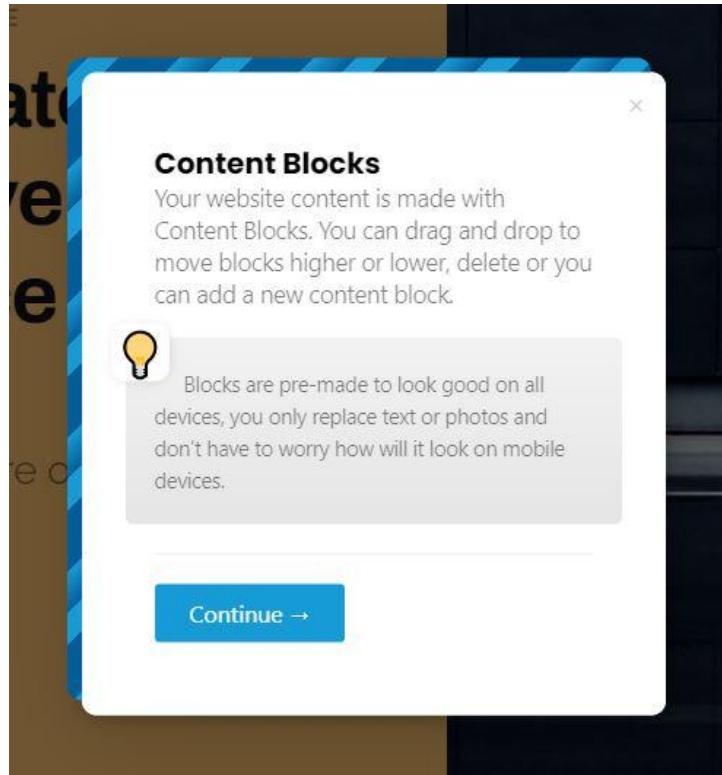 Content Blocks
Your website content is made with
Content Blocks. You can drag and drop to
move blocks higher or lower, delete or you
can add a new content block.
Blocks are pre-made to look good on all
devices, you only replace text or photos and
don't have to worry how will it look on mobile
devices.
Continue →